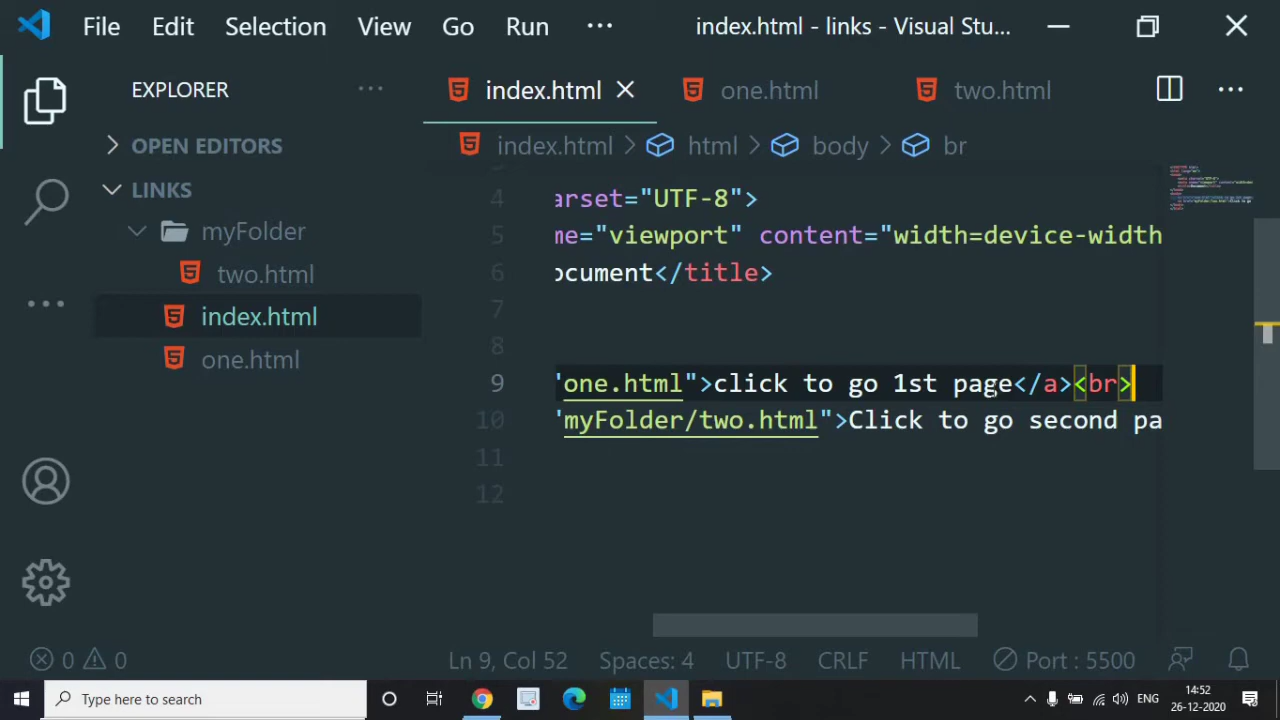 File Edit Selection View Go Run ··· index.html - links - Visual Stu...
EXPLORER ··· index.html one.html two.html ···
OPEN EDITORS index.html > html > body > br
LINKS
myFolder
two.html
index.html
one.html
4 arset="UTF-8">
5 me="viewport" content="width=device-width
6 ocument</title>
7
8
9 "one.html">click to go 1st page</a><br>
10 "myFolder/two.html">Click to go second pa
11
12
0 0 Ln 9, Col 52 Spaces: 4 UTF-8 CRLF HTML Port : 5500
Type here to search ENG 14:52
26-12-2020